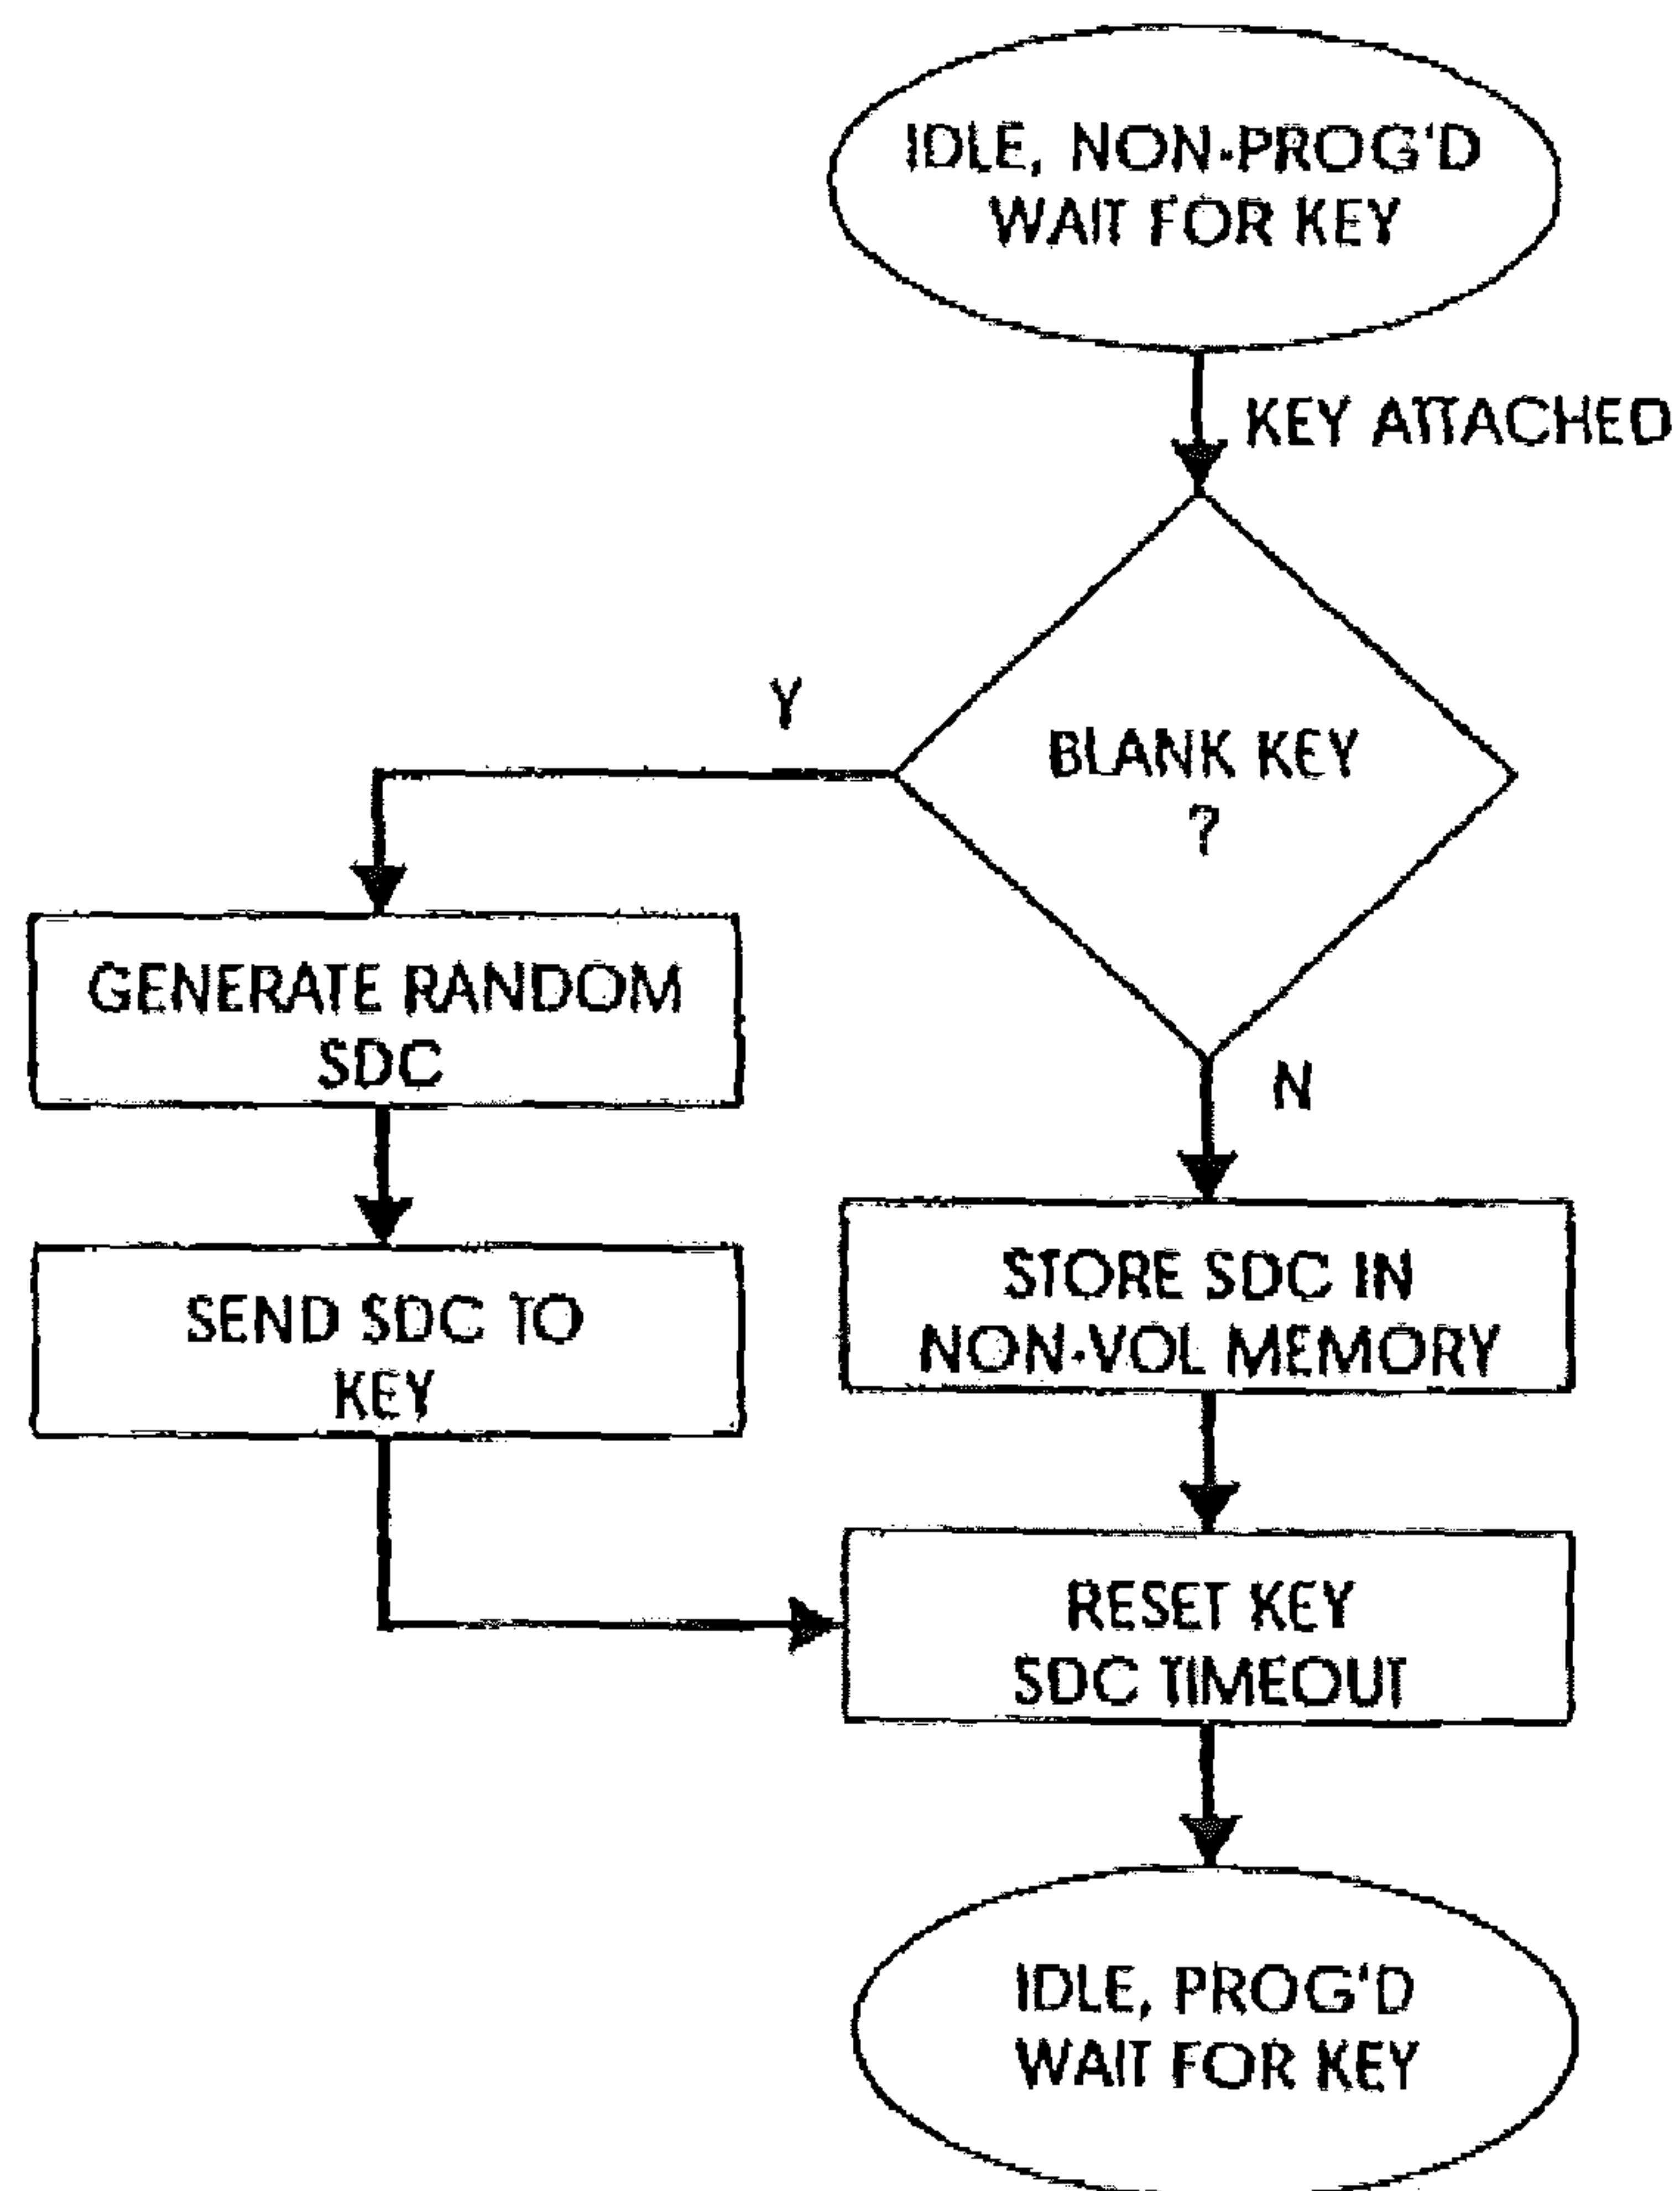 IDLE, NON-PROG'D
WAIT FOR KEY
KEY ATTACHED
BLANK KEY
?
Y
N
GENERATE RANDOM
SDC
SEND SDC TO
KEY
STORE SDC IN
NON-VOL MEMORY
RESET KEY
SDC TIMEOUT
IDLE, PROG'D
WAIT FOR KEY